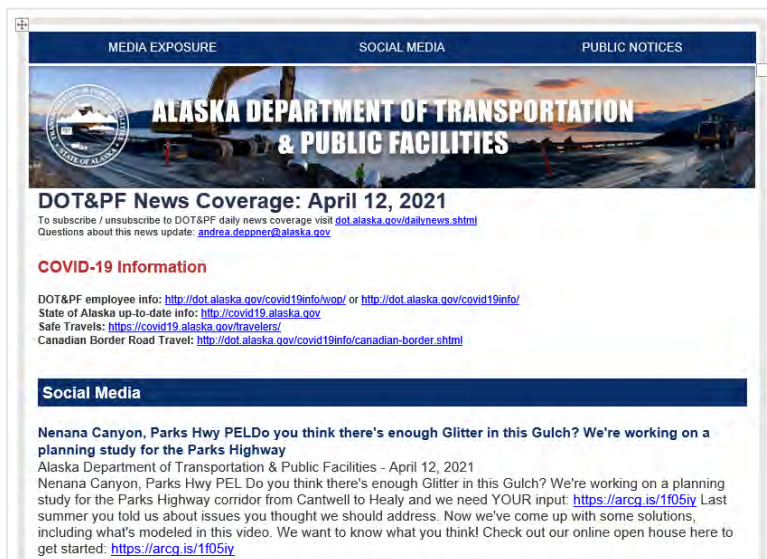 MEDIA EXPOSURE SOCIAL MEDIA PUBLIC NOTICES
ALASKA DEPARTMENT OF TRANSPORTATION
& PUBLIC FACILITIES
STATE OF ALASKA
DOT&PF News Coverage: April 12, 2021
To subscribe / unsubscribe to DOT&PF daily news coverage visit dot.alaska.gov/dailynews.shtml
Questions about this news update: andrea.deppner@alaska.gov
COVID-19 Information
DOT&PF employee info: http://dot.alaska.gov/covid19info/wop/ or http://dot.alaska.gov/covid19info/
State of Alaska up-to-date info: http://covid19.alaska.gov
Safe Travels: https://covid19.alaska.gov/travelers/
Canadian Border Road Travel: http://dot.alaska.gov/covid19info/canadian-border.shtml
Social Media
Nenana Canyon, Parks Hwy PELDo you think there's enough Glitter in this Gulch? We're working on a
planning study for the Parks Highway
Alaska Department of Transportation & Public Facilities - April 12, 2021
Nenana Canyon, Parks Hwy PEL Do you think there's enough Glitter in this Gulch? We're working on a planning
study for the Parks Highway corridor from Cantwell to Healy and we need YOUR input: https://arcg.is/1f05iy Last
summer you told us about issues you thought we should address. Now we've come up with some solutions,
including what's modeled in this video. We want to know what you think! Check out our online open house here to
get started: https://arcg.is/1f05iy